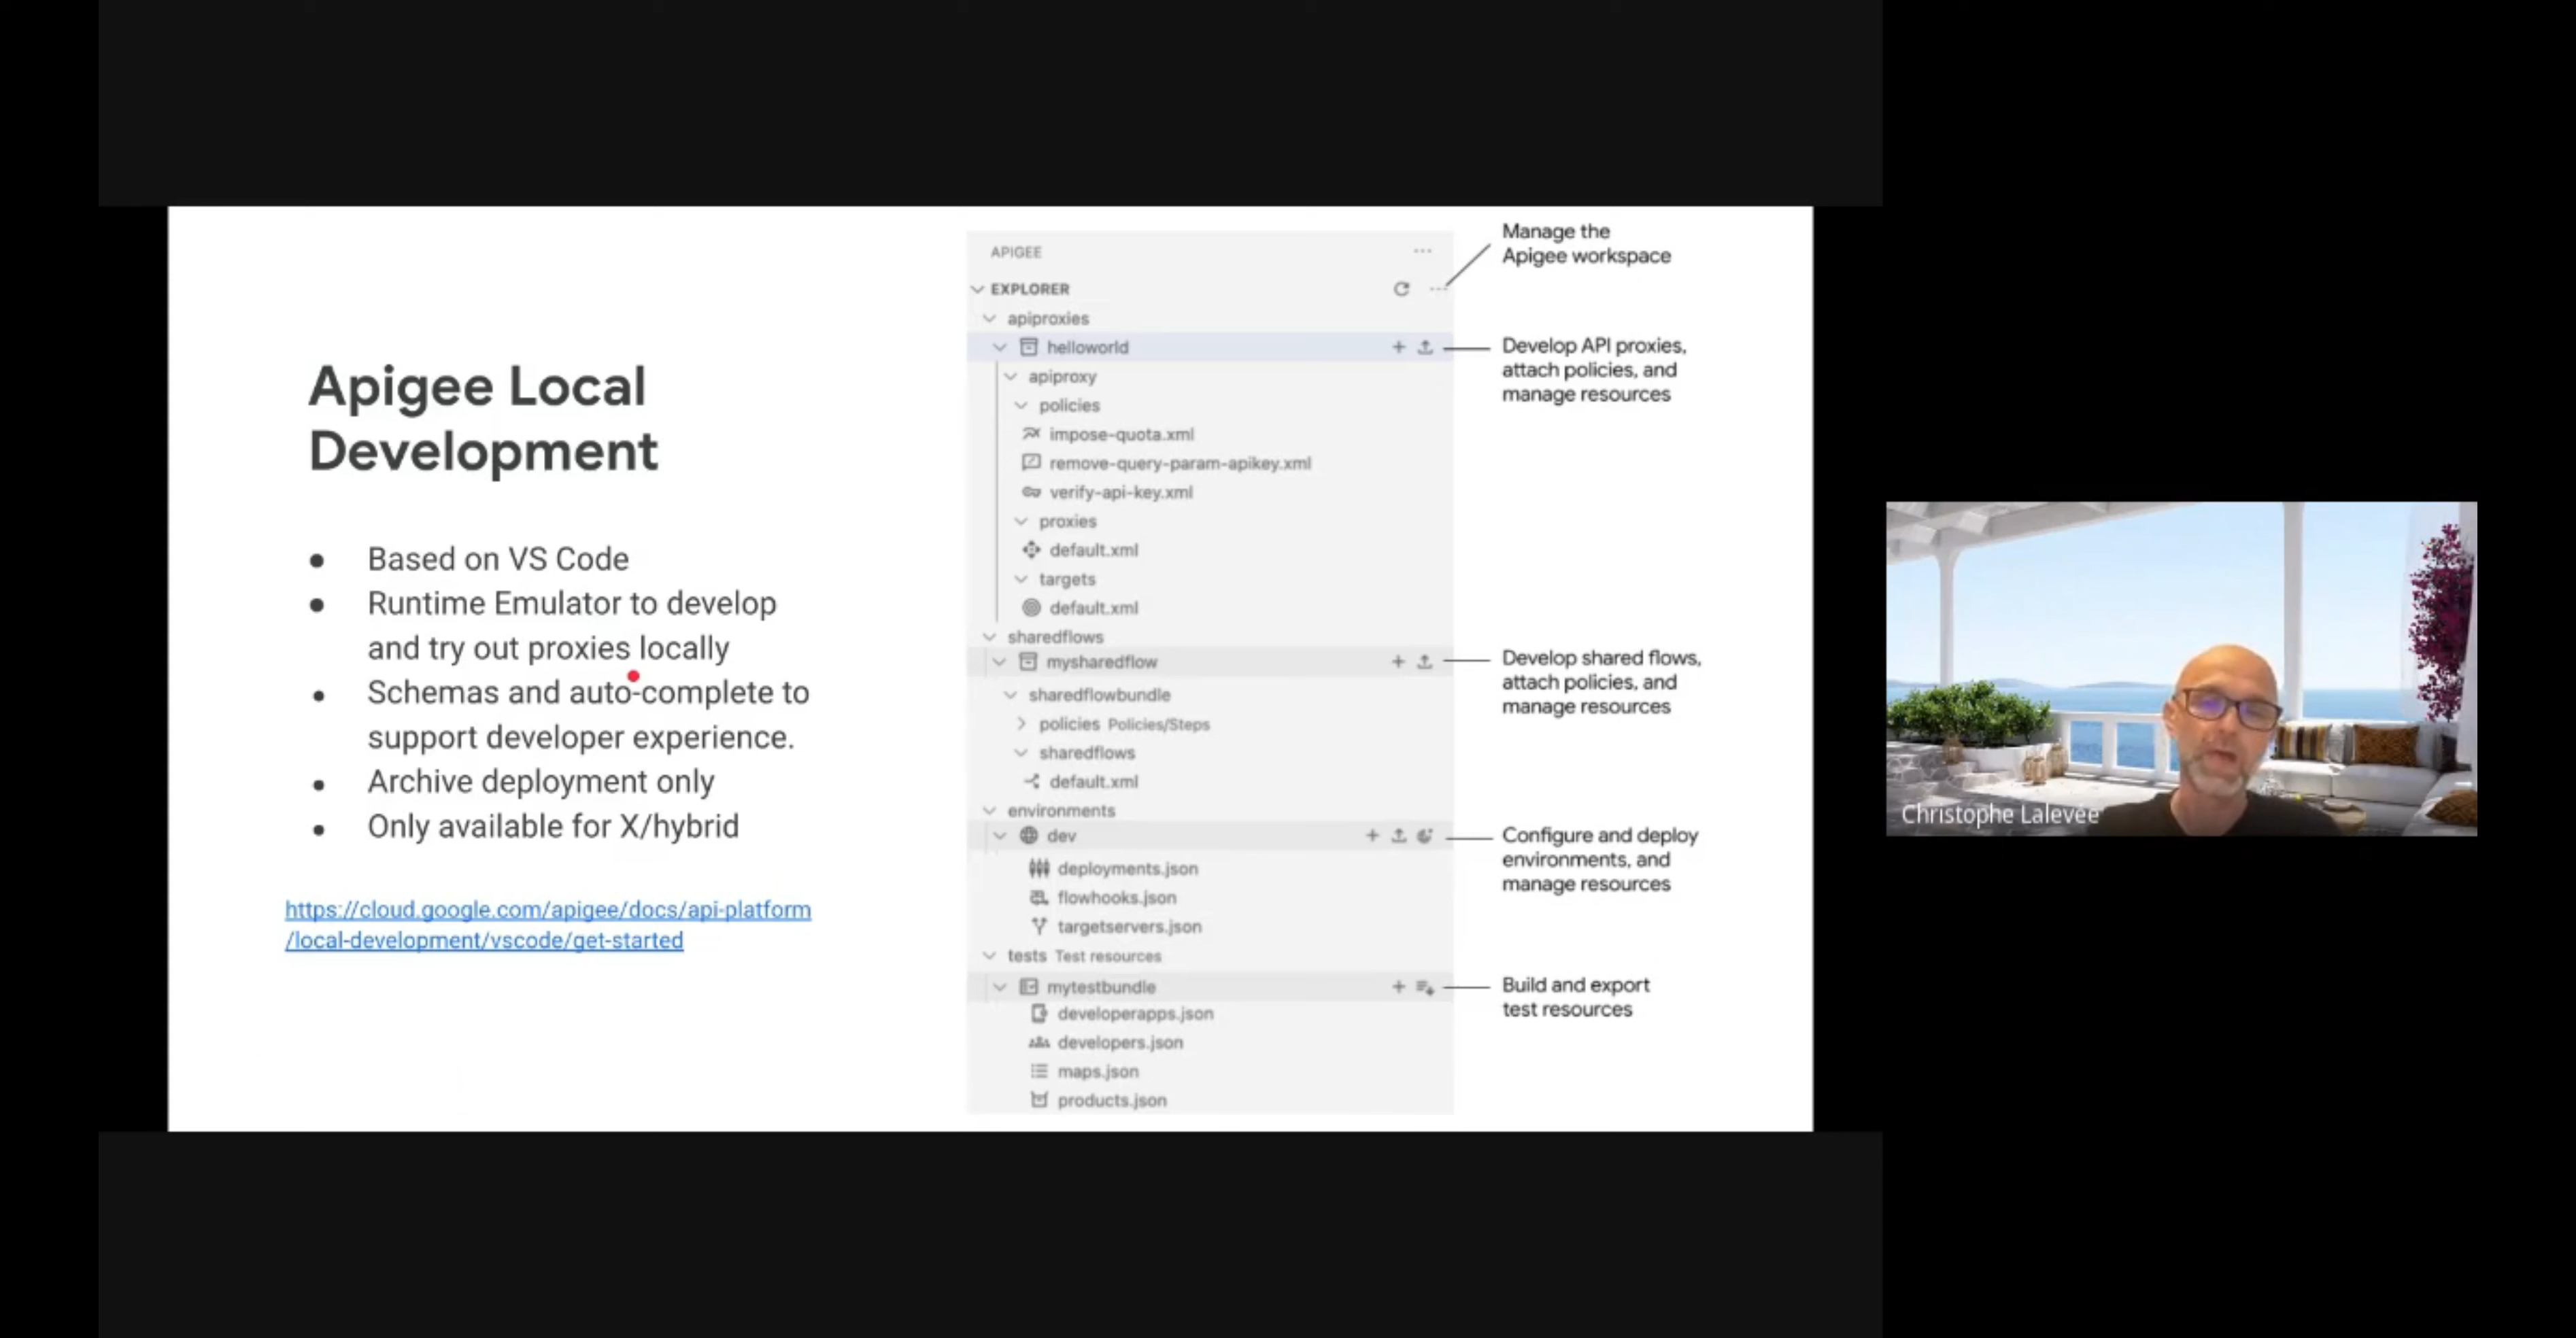 Apigee Local
Development
● Based on VS Code
● Runtime Emulator to develop
and try out proxies locally
● Schemas and auto-complete to
support developer experience.
● Archive deployment only
● Only available for X/hybrid
https://cloud.google.com/apigee/docs/api-platform
/local-development/vscode/get-started
APIGEE
EXPLORER
apiproxies
helloworld
apiproxy
policies
impose-quota.xml
remove-query-param-apikey.xml
verify-api-key.xml
proxies
default.xml
targets
default.xml
sharedflows
mysharedflow
sharedflowbundle
policies Policies/Steps
sharedflows
default.xml
environments
dev
deployments.json
flowhooks.json
targetservers.json
tests Test resources
mytestbundle
developerapps.json
developers.json
maps.json
products.json
Manage the
Apigee workspace
Develop API proxies,
attach policies, and
manage resources
Develop shared flows,
attach policies, and
manage resources
Configure and deploy
environments, and
manage resources
Build and export
test resources
Christophe Lalevée